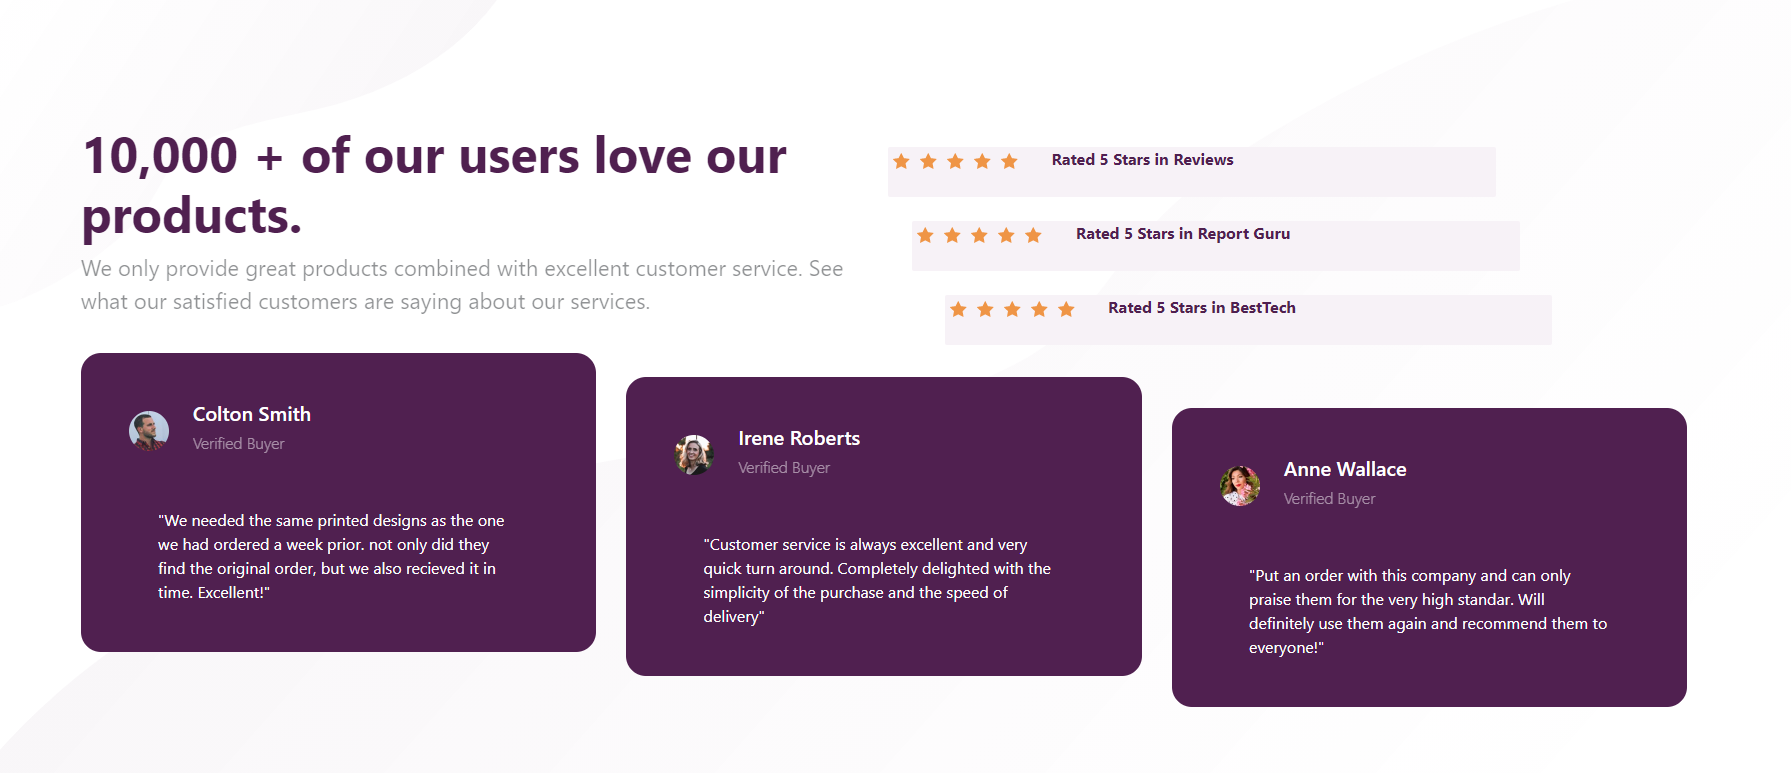 10,000 + of our users love our
products.
We only provide great products combined with excellent customer service. See
what our satisfied customers are saying about our services.
Rated 5 Stars in Reviews
Rated 5 Stars in Report Guru
Rated 5 Stars in BestTech
Colton Smith
Verified Buyer
"We needed the same printed designs as the one
we had ordered a week prior. not only did they
find the original order, but we also recieved it in
time. Excellent!"
Irene Roberts
Verified Buyer
"Customer service is always excellent and very
quick turn around. Completely delighted with the
simplicity of the purchase and the speed of
delivery"
Anne Wallace
Verified Buyer
"Put an order with this company and can only
praise them for the very high standar. Will
definitely use them again and recommend them to
everyone!"